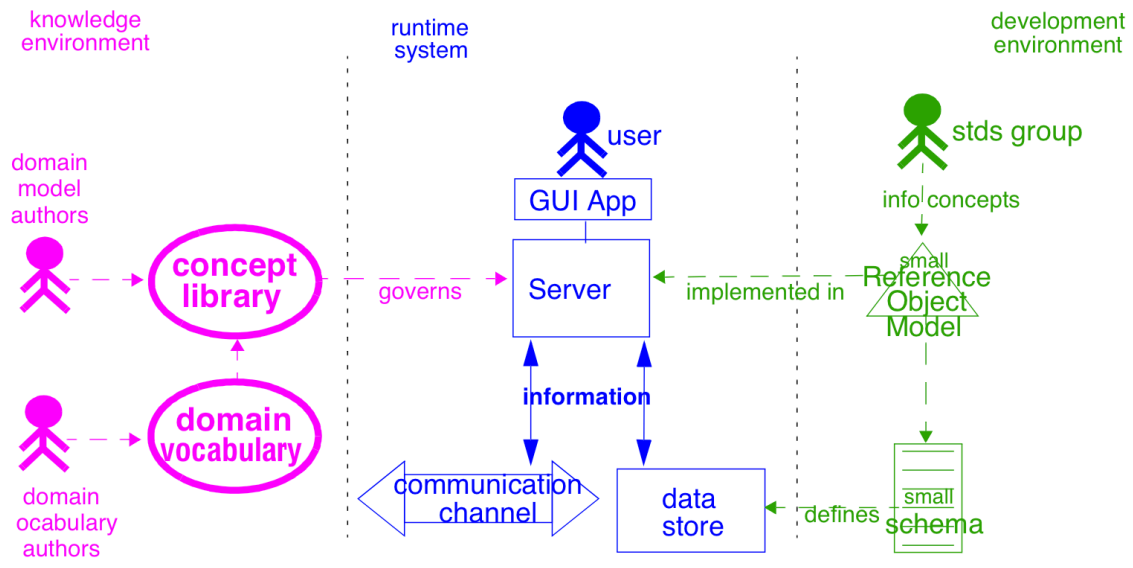 knowledge
environment
runtime
system
development
environment
user
stds group
domain
model
authors
GUI App
info concepts
concept
library
governs
Server
implemented in
small
Reference
Object
Model
information
domain
vocabulary
domain
ocabulary
authors
communication
channel
data
store
defines
small
schema